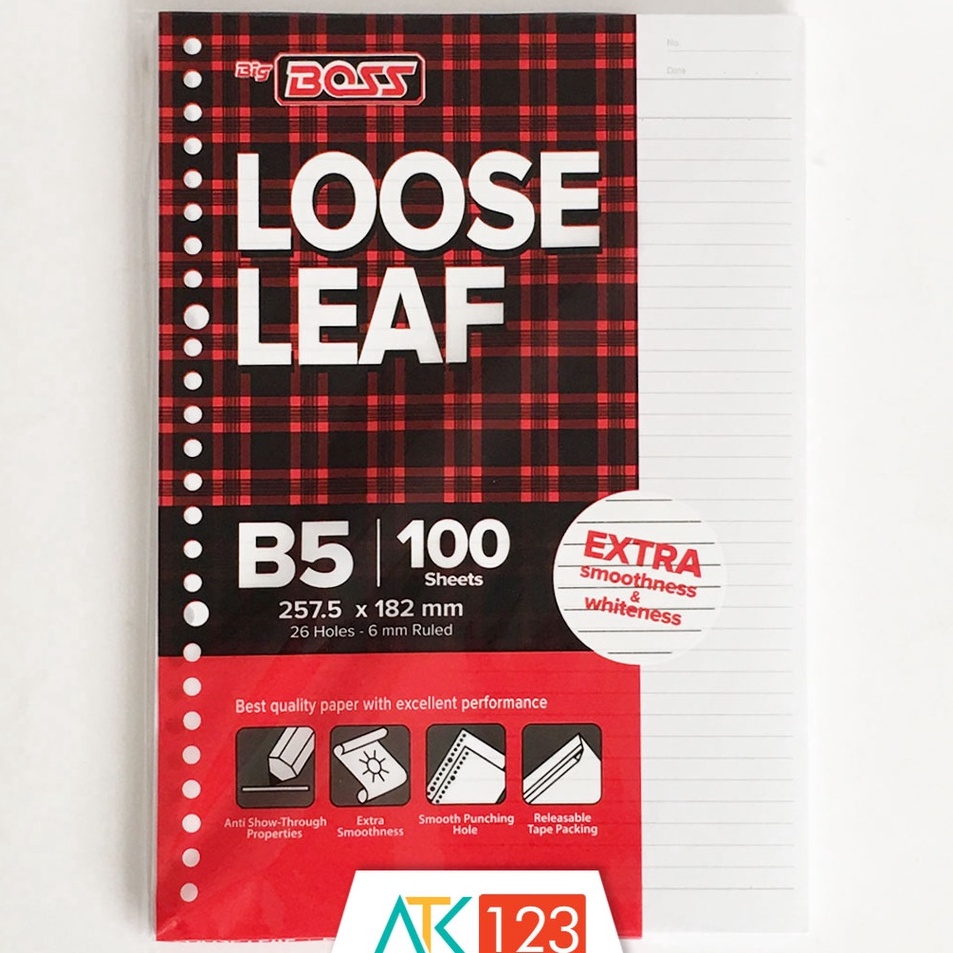 No.
Date
Big BOSS
LOOSE
LEAF
B5 | 100
Sheets
257.5 x 182 mm
26 Holes - 6 mm Ruled
EXTRA
smoothness
&
whiteness
Best quality paper with excellent performance
Anti Show-Through
Properties
Extra
Smoothness
Smooth Punching
Hole
Releasable
Tape Packing
ATK 123